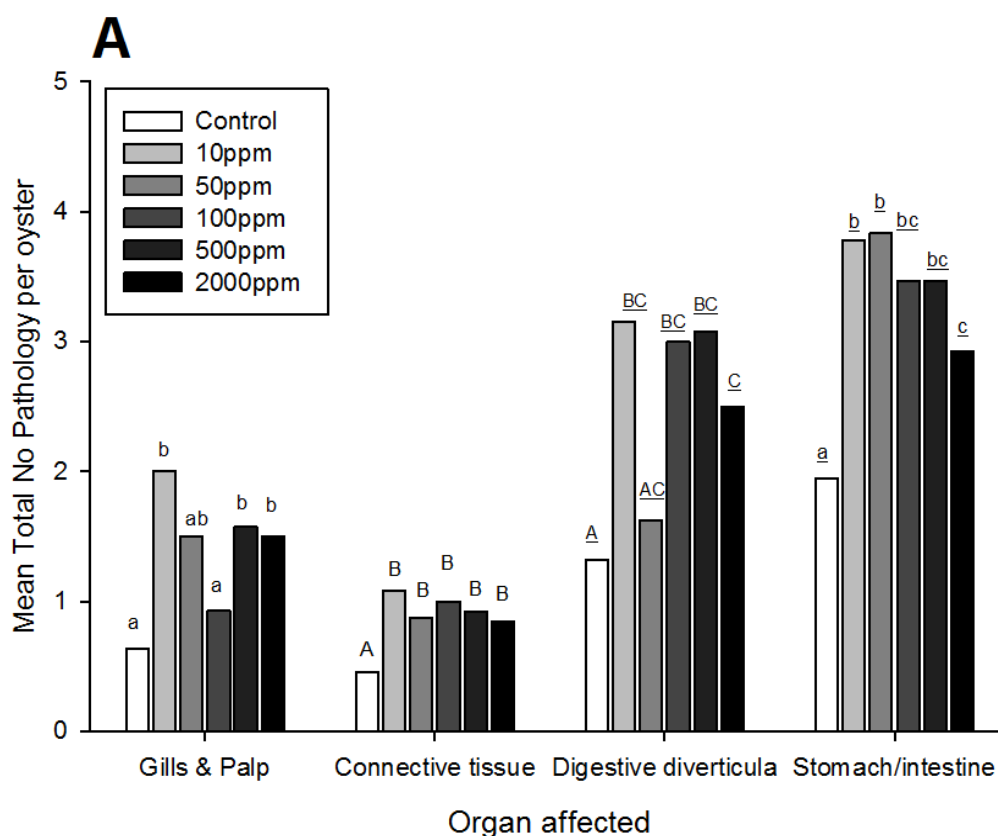 A
5
4
3
2
1
0
Mean Total No Pathology per oyster
Control
10ppm
50ppm
100ppm
500ppm
2000ppm
a
b
ab
a
b
b
A
B
B
B
B
B
A
BC
AC
BC
BC
C
a
b
b
bc
bc
c
Gills & Palp Connective tissue Digestive diverticula Stomach/intestine
Organ affected